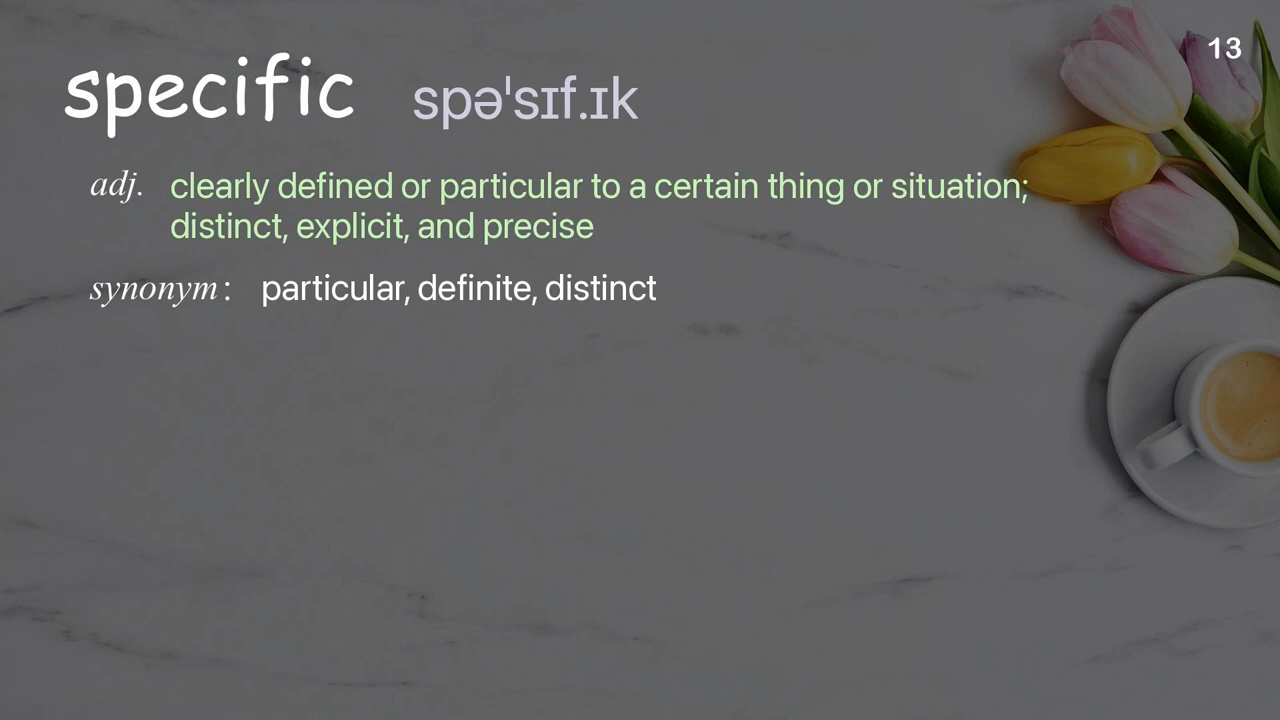 13
specific spəˈsɪf.ɪk
adj. clearly defined or particular to a certain thing or situation;
distinct, explicit, and precise
synonym: particular, definite, distinct